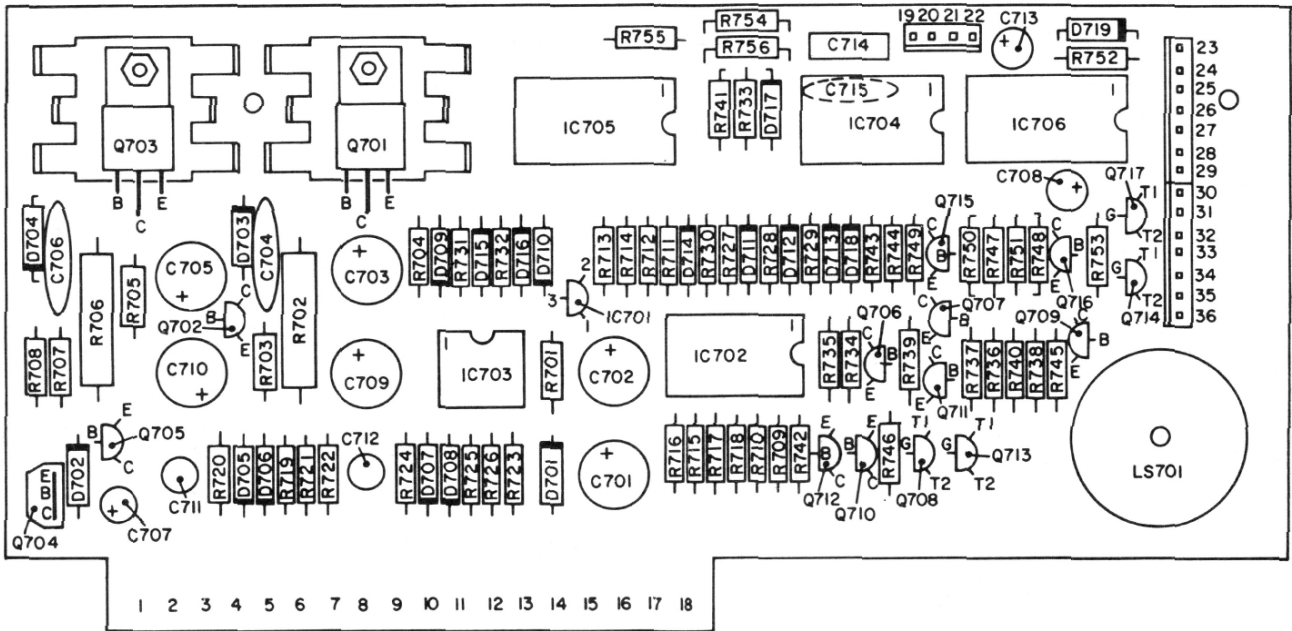 R754
19 20 21 22
C713
R755
R756
C714
D719
R752
23
24
25
26
27
28
29
30
31
32
33
34
35
36
Q703
Q701
B C E
B C E
IC705
1
R741
R733
D717
C715
1
IC704
IC706
1
C708
Q717
T1
G
T2
D704
C706
R706
R705
C705
D703
C704
Q702
B
C
E
R702
C703
R704
D709
R731
D715
R732
D716
D710
2
3
1
IC701
R713
R714
R712
R711
D714
R730
R727
D711
R728
D712
R729
D713
D718
R743
R744
R749
Q715
C
B
E
R750
R747
R751
R748
C
B
E
Q716
R753
T1
G
T2
Q714
R708
R707
C710
R703
C709
1
IC703
R701
C702
IC702
1
R735
R734
Q706
C
B
E
R739
Q707
C
B
E
C
B
E
Q711
R737
R736
R740
R738
R745
Q709
C
B
E
E
B
C
Q705
D702
E
B
C
Q704
C707
C711
R720
D705
D706
R719
R721
R722
C712
R724
D707
D708
R725
R726
R723
D701
C701
R716
R715
R717
R718
R710
R709
R742
E
B
C
Q712
E
B
C
Q710
R746
T1
G
T2
Q708
T1
G
T2
Q713
LS701
1 2 3 4 5 6 7 8 9 10 11 12 13 14 15 16 17 18